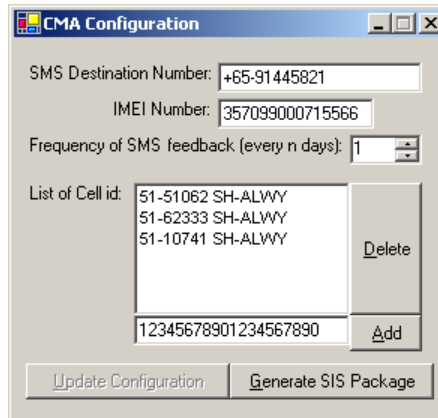 CMA Configuration
SMS Destination Number: +65-91445821
IMEI Number: 357099000715566
Frequency of SMS feedback (every n days): 1
List of Cell id: 51-51062 SH-ALWY
51-62333 SH-ALWY
51-10741 SH-ALWY
Delete
12345678901234567890 Add
Update Configuration Generate SIS Package